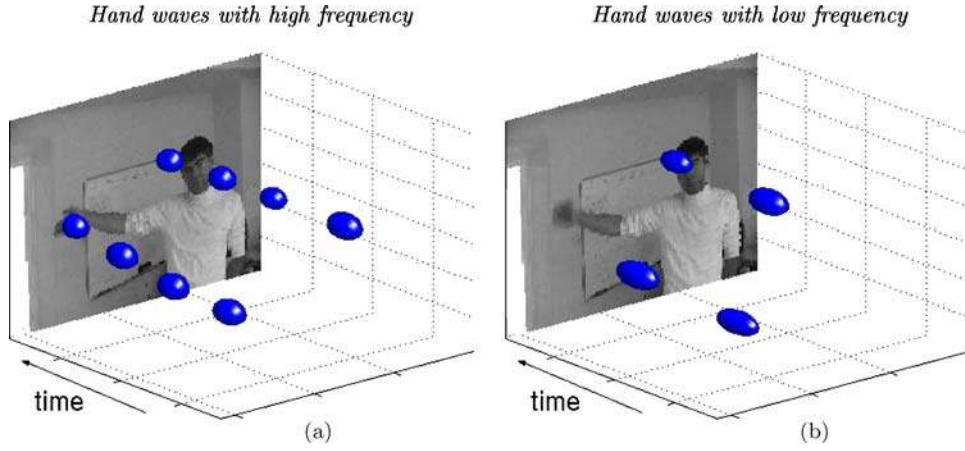 Hand waves with high frequency
Hand waves with low frequency
time
time
(a)
(b)